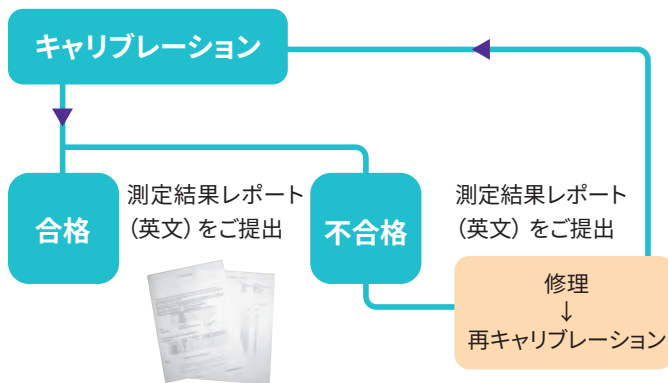 キャリブレーション
合格
測定結果レポート
（英文）をご提出
不合格
測定結果レポート
（英文）をご提出
修理
↓
再キャリブレーション